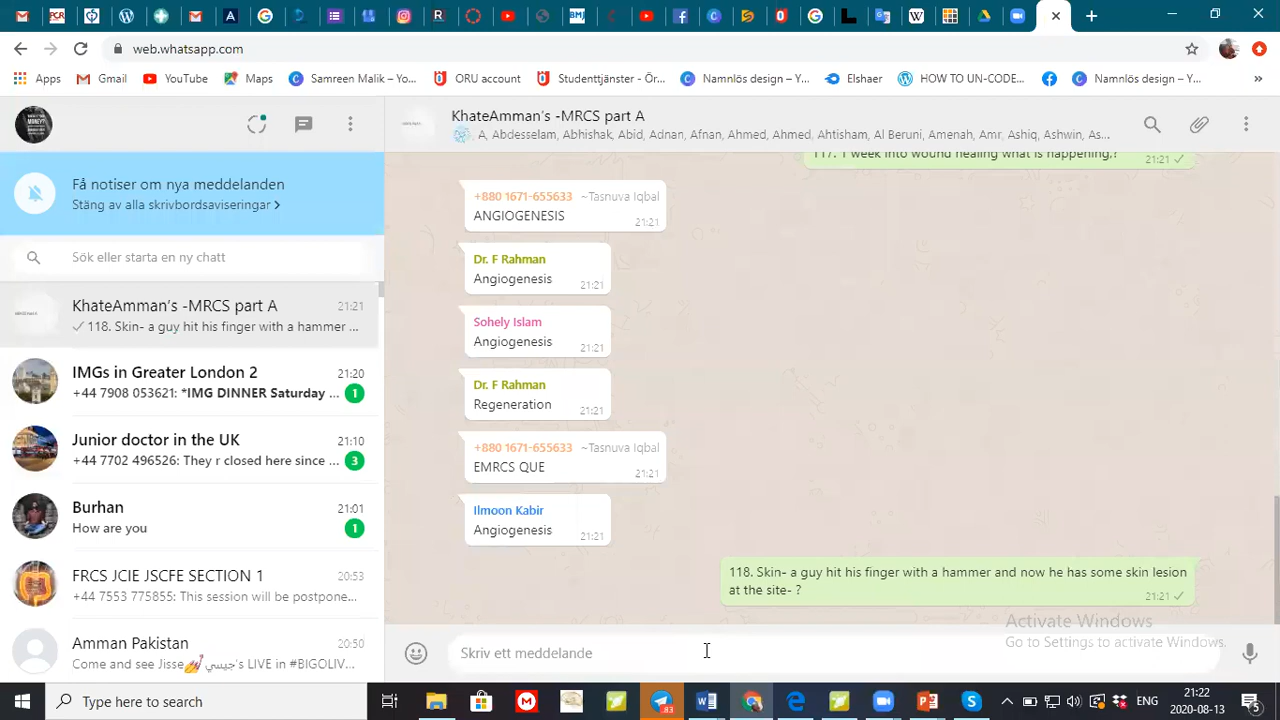 web.whatsapp.com
Apps
Gmail
YouTube
Maps
Samreen Malik – Yo...
ORU account
Studenttjänster - Ör...
Namnlös design – Y...
Elshaer
HOW TO UN-CODE...
Namnlös design – Y...
KhateAmman's -MRCS part A
A, Abdesselam, Abhishak, Abid, Adnan, Afnan, Ahmed, Ahmed, Ahtisham, Al Beruni, Amenah, Amr, Ashiq, Ashwin, As...
Få notiser om nya meddelanden
Stäng av alla skrivbordsaviseringar >
Sök eller starta en ny chatt
KhateAmman's -MRCS part A 21:21
118. Skin- a guy hit his finger with a hammer ...
IMGs in Greater London 2 21:20
+44 7908 053621: *IMG DINNER Saturday ... 1
Junior doctor in the UK 21:10
+44 7702 496526: They r closed here since ... 3
Burhan 21:01
How are you 1
FRCS JCIE JSCFE SECTION 1 20:53
+44 7553 775855: This session will be postpone...
Amman Pakistan 20:50
Come and see Jisse جيسي's LIVE in #BIGOLIV...
117. 1 week into wound healing what is happening,?
21:21
+880 1671-655633 ~Tasnuva Iqbal
ANGIOGENESIS
21:21
Dr. F Rahman
Angiogenesis
21:21
Sohely Islam
Angiogenesis
21:21
Dr. F Rahman
Regeneration
21:21
+880 1671-655633 ~Tasnuva Iqbal
EMRCS QUE
21:21
Ilmoon Kabir
Angiogenesis
21:21
118. Skin- a guy hit his finger with a hammer and now he has some skin lesion
at the site- ?
21:21
Activate Windows
Go to Settings to activate Windows.
Skriv ett meddelande
Type here to search
83
ENG
21:22
2020-08-13
5